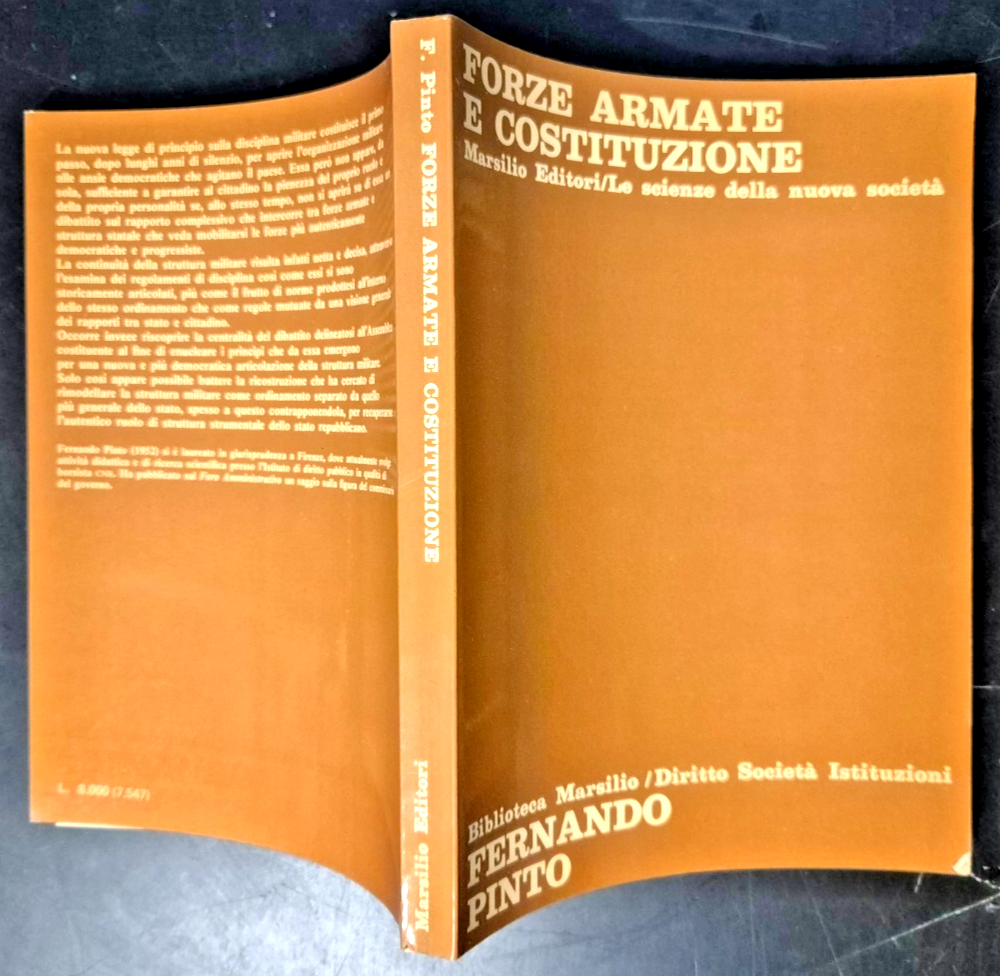 La nuova legge di principio sulla disciplina militare costituisce il primo
passo, dopo lunghi anni di silenzio, per aprire l'organizzazione militare
alle ansie democratiche che agitano il paese. Essa però non appare, da
sola, sufficiente a garantire al cittadino la pienezza del proprio ruolo e
della propria personalità se, allo stesso tempo, non si aprirà su di essa un
dibattito sul rapporto complessivo che intercorre tra forze armate e
struttura statale che veda mobilitarsi le forze più autenticamente
democratiche e progressiste.
La continuità della struttura militare risulta infatti netta e decisa, attraverso
l'esamina dei regolamenti di disciplina così come essi si sono
storicamente articolati, più come il frutto di norme prodottesi all'interno
dello stesso ordinamento che come regole mutuate da una visione generale
dei rapporti tra stato e cittadino.
Occorre invece riscoprire la centralità del dibattito delineatosi all'Assemblea
costituente al fine di enucleare i principi che da essa emergono
per una nuova e più democratica articolazione della struttura militare.
Solo così appare possibile battere la ricostruzione che ha cercato di
rimodellare la struttura militare come ordinamento separato da quello
più generale dello stato, spesso a questo contrapponendola, per recuperarne
l'autentico ruolo di struttura strumentale dello stato repubblicano.
Fernando Pinto (1952) si è laureato in giurisprudenza a Firenze, dove attualmente svolge
attività didattica e di ricerca scientifica presso l'Istituto di diritto pubblico in qualità di
borsista CNR. Ha pubblicato sul Foro Amministrativo un saggio sulla figura del commissario
del governo.
L. 8.000 (7.547)
F. Pinto FORZE ARMATE E COSTITUZIONE
Marsilio Editori
FORZE ARMATE
E COSTITUZIONE
Marsilio Editori/Le scienze della nuova società
Biblioteca Marsilio/Diritto Società Istituzioni
FERNANDO
PINTO